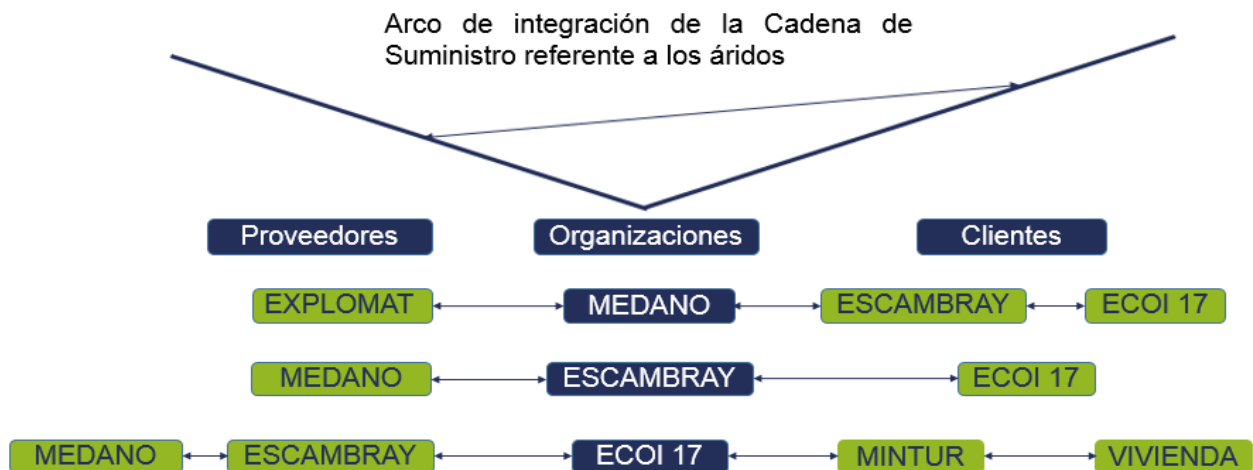 Arco de integración de la Cadena de
Suministro referente a los áridos
Proveedores Organizaciones Clientes
EXPLOMAT MEDANO ESCAMBRAY ECOI 17
MEDANO ESCAMBRAY ECOI 17
MEDANO ESCAMBRAY ECOI 17 MINTUR VIVIENDA